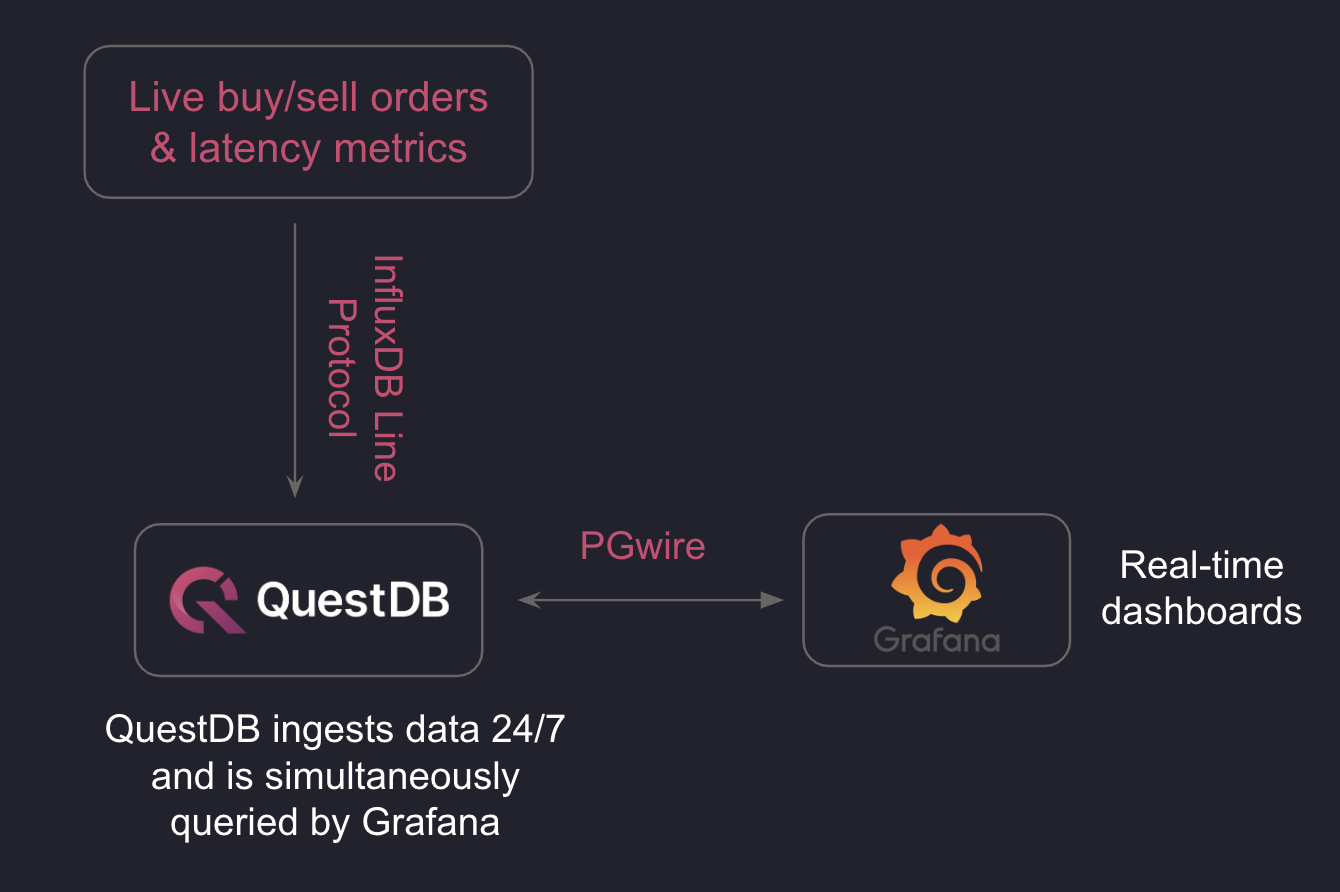 Live buy/sell orders
& latency metrics
InfluxDB Line
Protocol
QuestDB
PGwire
Grafana
Real-time
dashboards
QuestDB ingests data 24/7
and is simultaneously
queried by Grafana